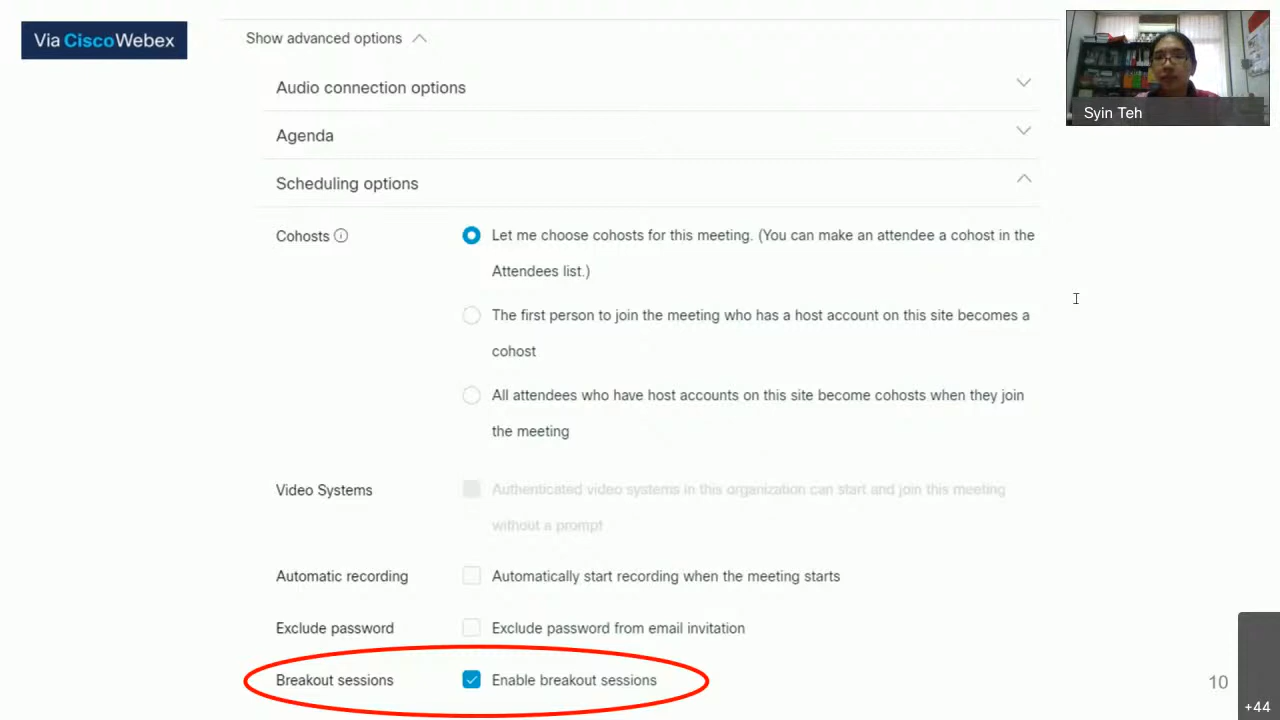 Via CiscoWebex
Show advanced options
Audio connection options
Agenda
Scheduling options
Cohosts
Let me choose cohosts for this meeting. (You can make an attendee a cohost in the
Attendees list.)
The first person to join the meeting who has a host account on this site becomes a
cohost
All attendees who have host accounts on this site become cohosts when they join
the meeting
Video Systems
Authenticated video systems in this organization can start and join this meeting
without a prompt
Automatic recording
Automatically start recording when the meeting starts
Exclude password
Exclude password from email invitation
Breakout sessions
Enable breakout sessions
Syin Teh
10
+44